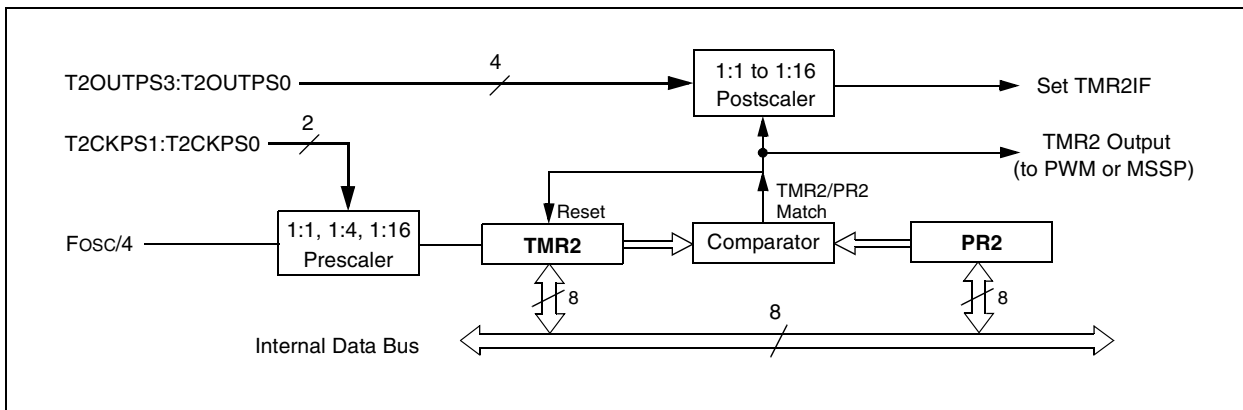 4
T2OUTPS3:T2OUTPS0
1:1 to 1:16
Postscaler
Set TMR2IF
2
T2CKPS1:T2CKPS0
TMR2 Output
(to PWM or MSSP)
TMR2/PR2
Match
Reset
FOSC/4
1:1, 1:4, 1:16
Prescaler
TMR2
Comparator
PR2
8
8
8
Internal Data Bus